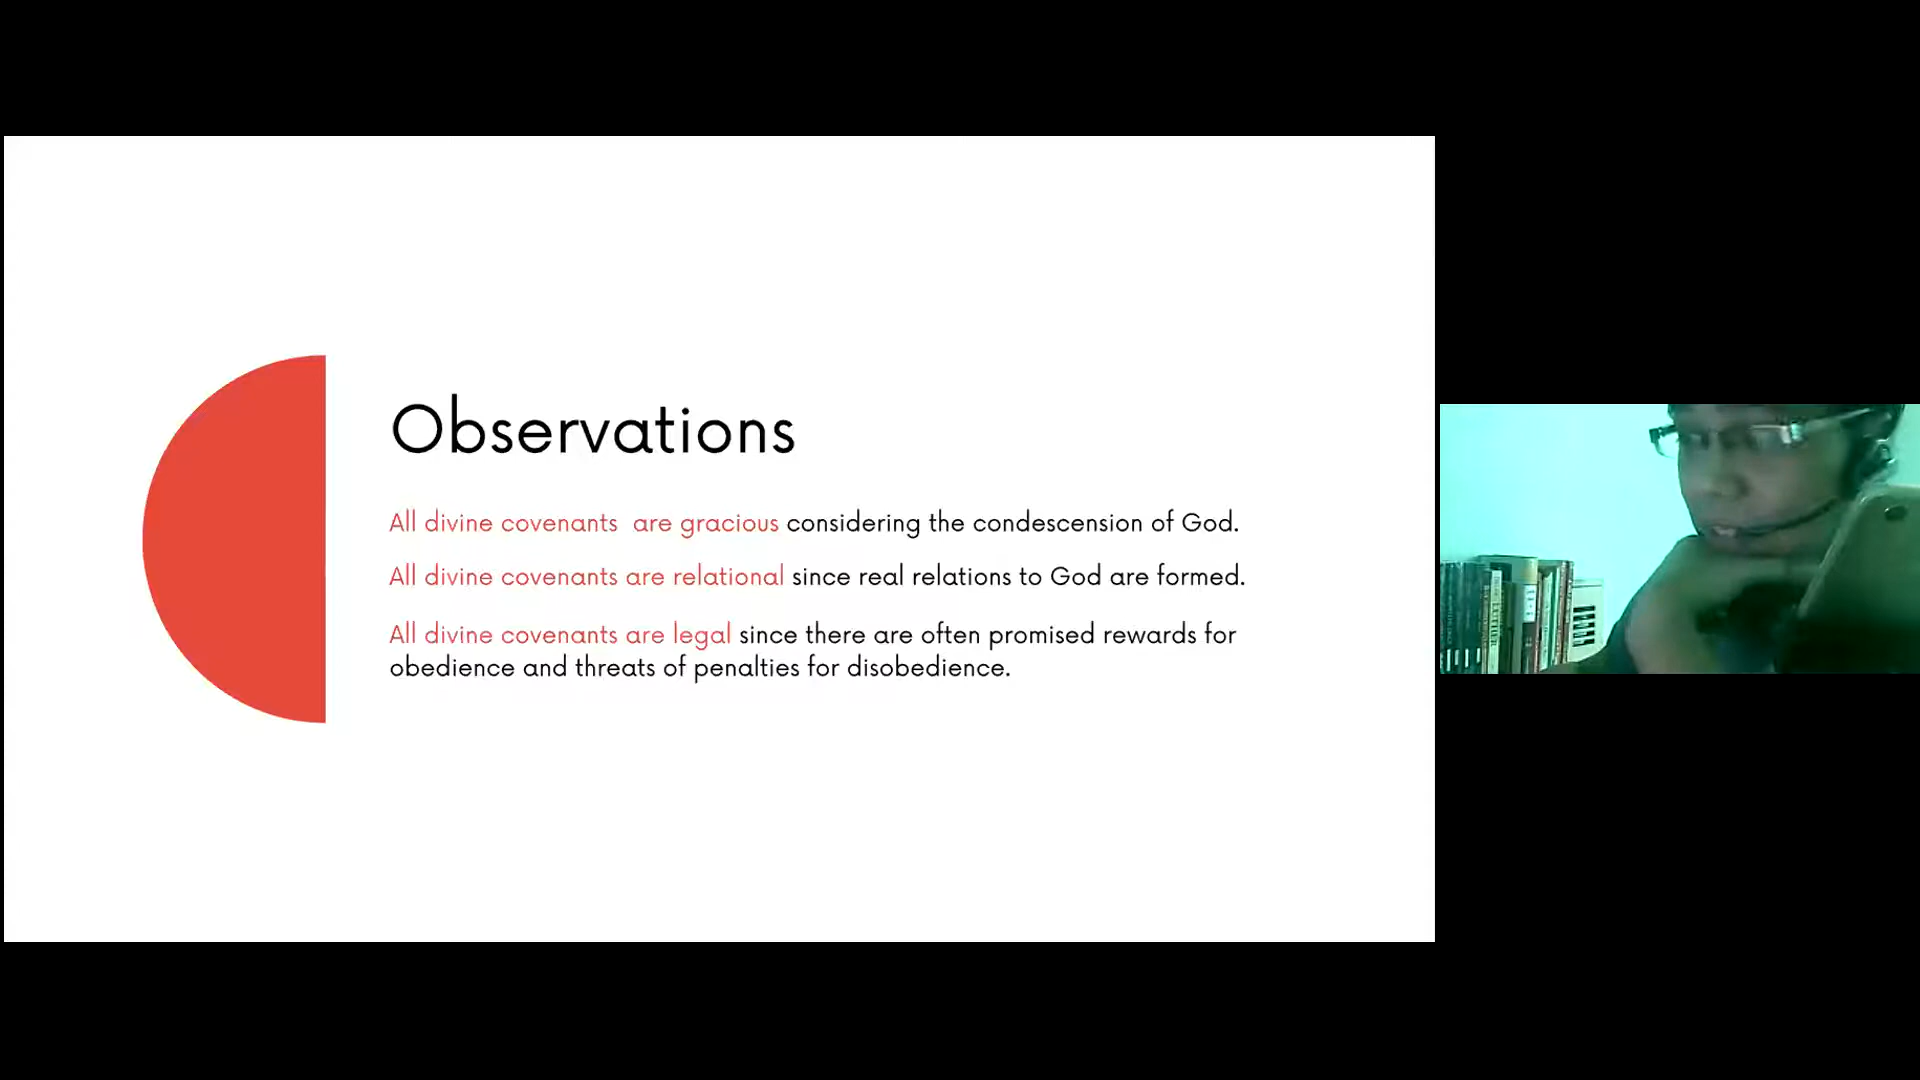 Observations
All divine covenants  are gracious considering the condescension of God.
All divine covenants are relational since real relations to God are formed.
All divine covenants are legal since there are often promised rewards for
obedience and threats of penalties for disobedience.